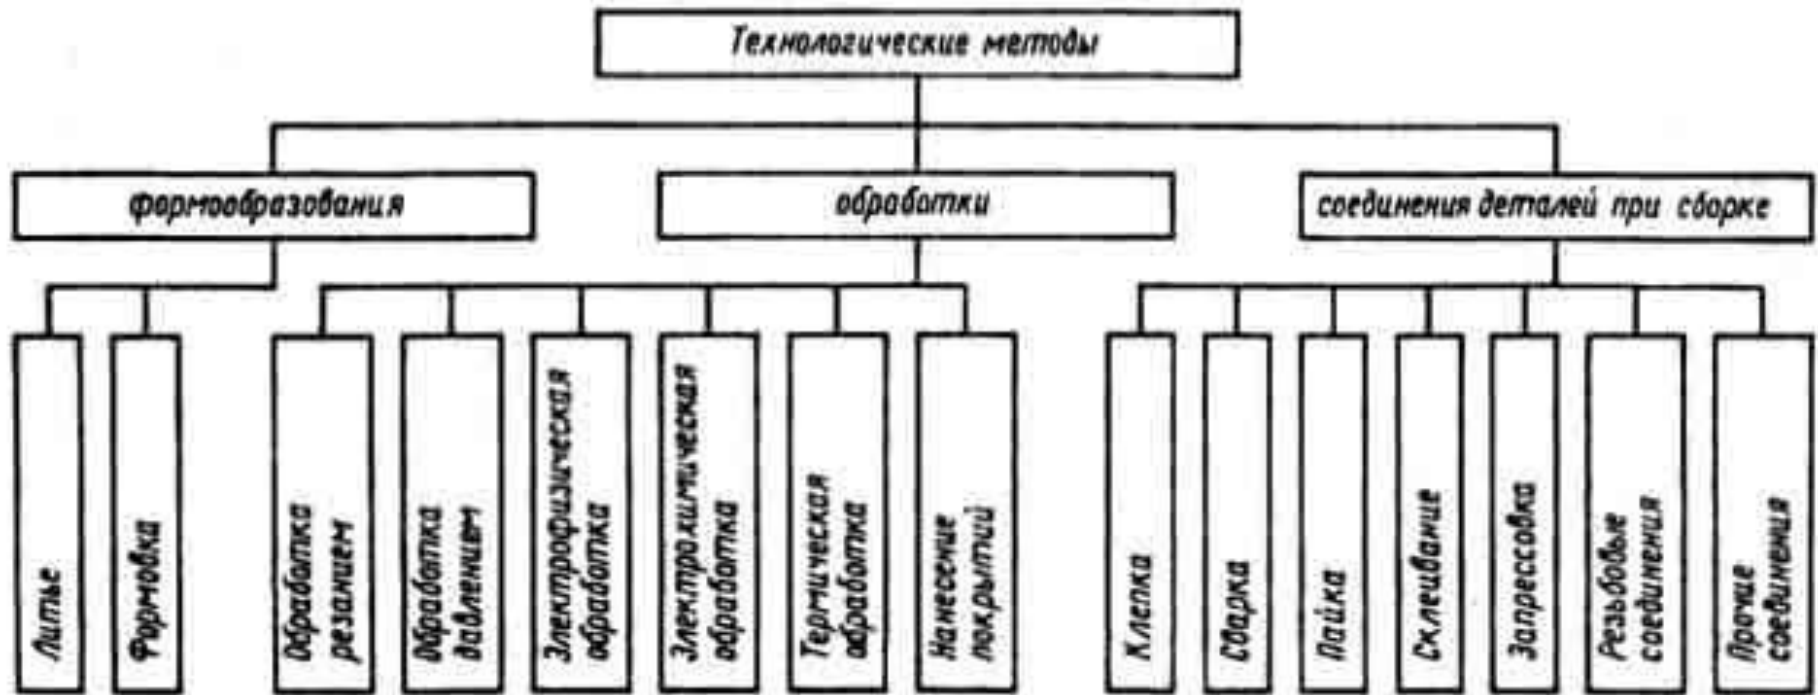 Технологические методы
формообразования
обработки
соединения деталей при сборке
Литье
Формовка
Обработка
резанием
Обработка
давлением
Электрофизическая
обработка
Электрохимическая
обработка
Термическая
обработка
Нанесение
покрытий
Клепка
Сварка
Пайка
Склеивание
Запрессовка
Резьбовые
соединения
Прочие
соединения